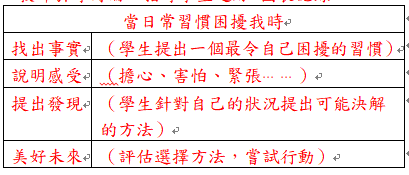 當日常習慣困擾我時
找出事實 (學生提出一個最令自己困擾的習慣)
說明感受 (擔心、害怕、緊張……)
提出發現 (學生針對自己的狀況提出可能決解
的方法)
美好未來 (評估選擇方法,嘗試行動)